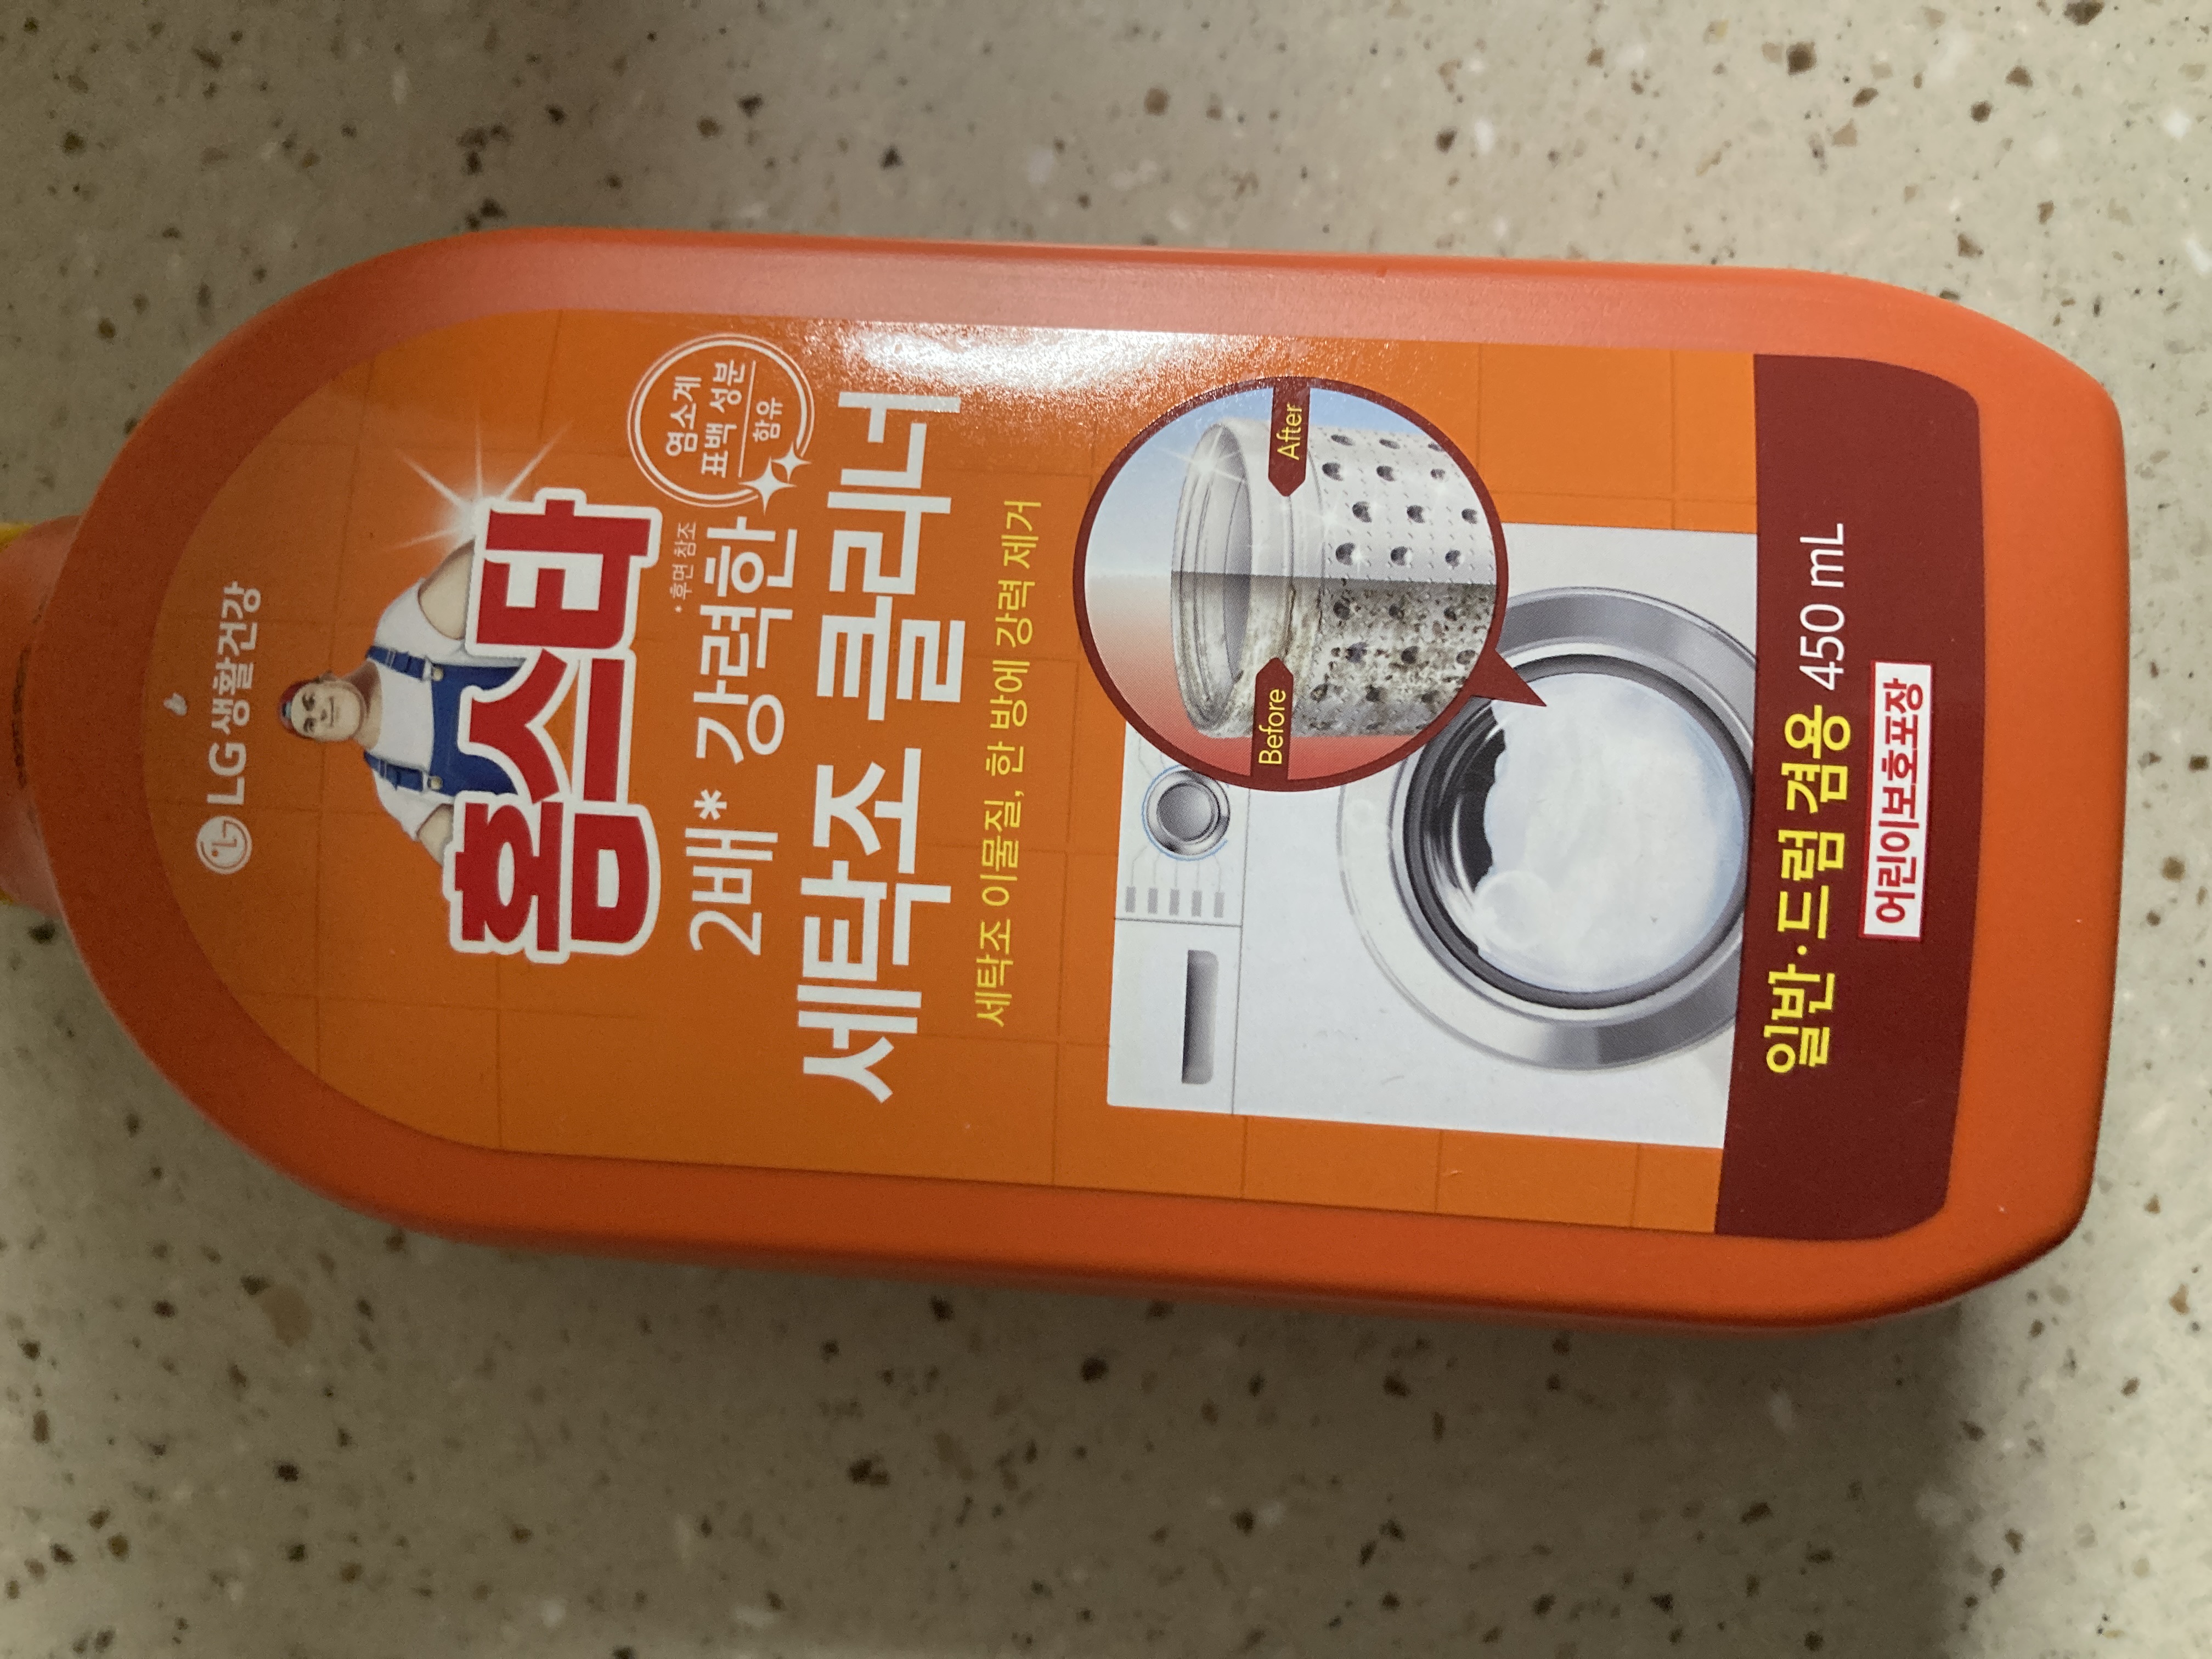 LG LG생활건강
홈스타
*후면 참조
염소계
표백 성분
함유
2배* 강력한
세탁조 클리너
세탁조 이물질, 한 방에 강력 제거
Before
After
일반·드럼 겸용 450 mL
어린이보호포장